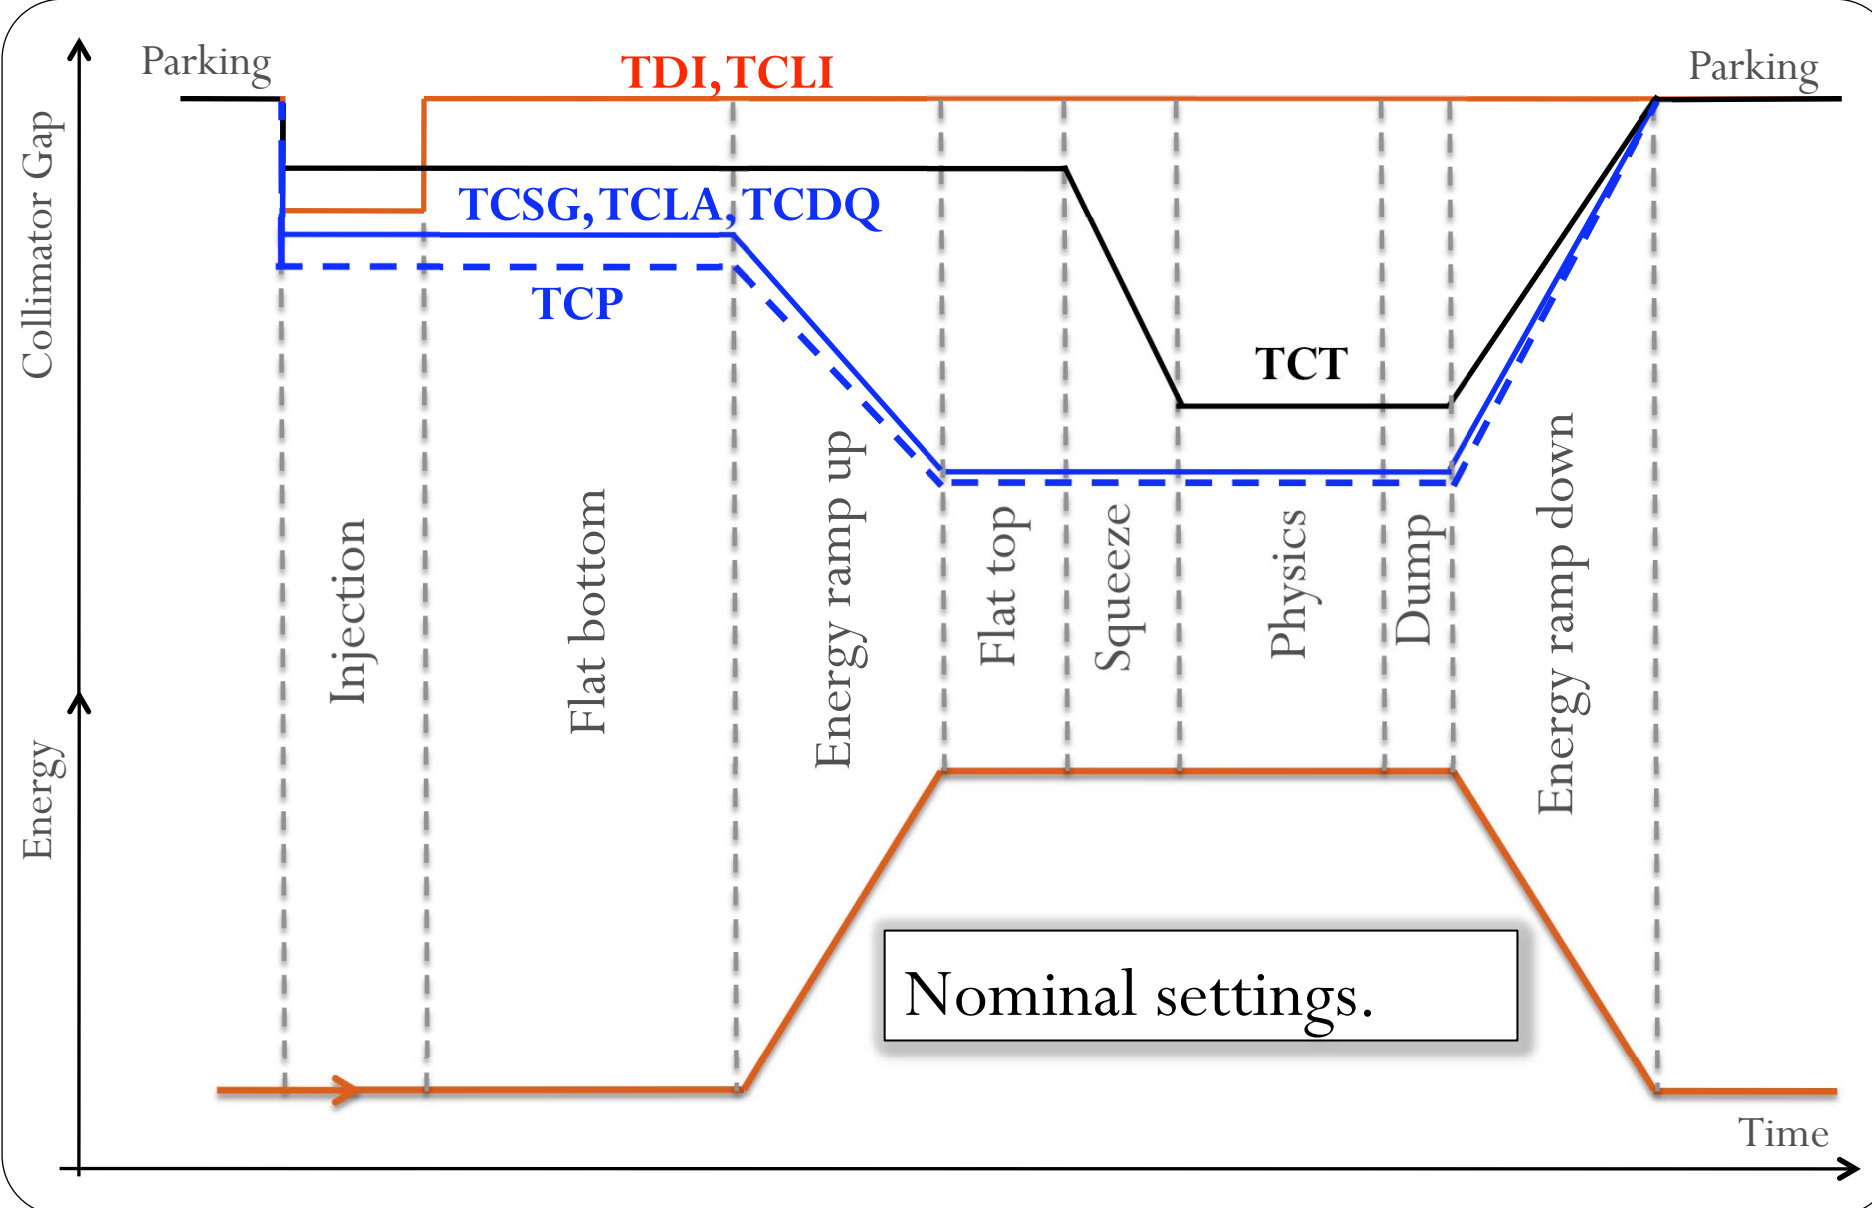 Parking
TDI, TCLI
Parking
Collimator Gap
TCSG, TCLA, TCDQ
TCP
TCT
Injection
Flat bottom
Energy ramp up
Flat top
Squeeze
Physics
Dump
Energy ramp down
Energy
Nominal settings.
Time